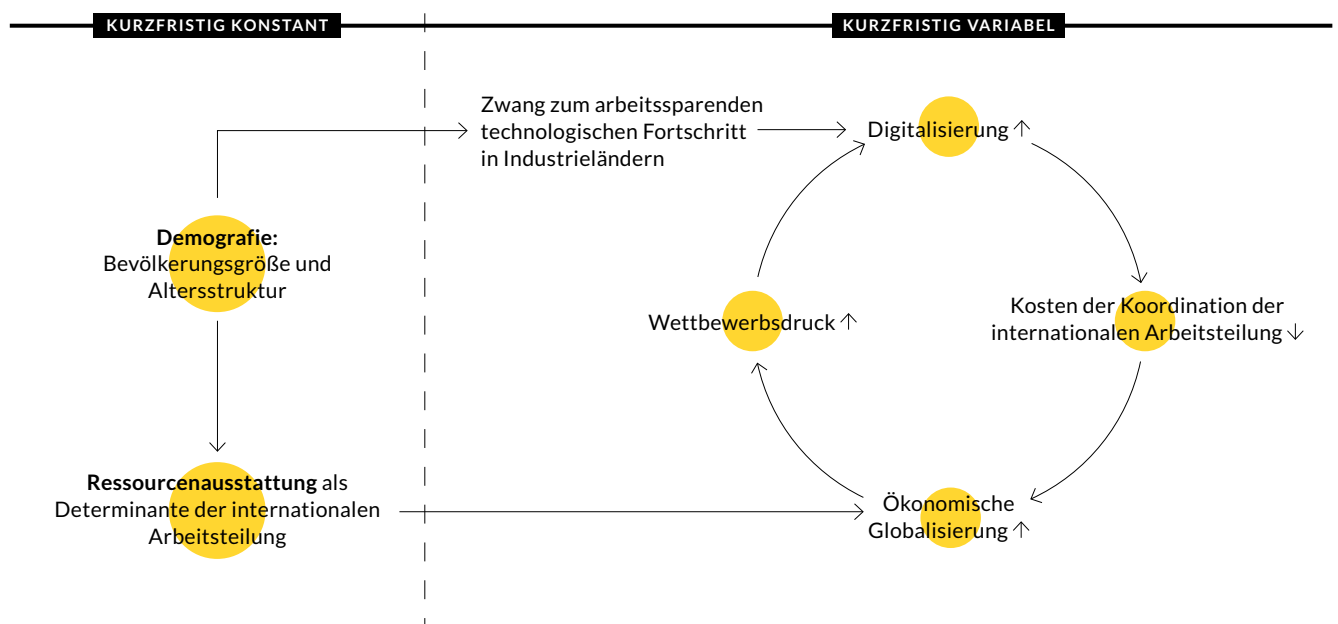 KURZFRISTIG KONSTANT
KURZFRISTIG VARIABEL
Zwang zum arbeitssparenden
technologischen Fortschritt
in Industrieländern
Digitalisierung ↑
Demografie:
Bevölkerungsgröße und
Altersstruktur
Wettbewerbsdruck ↑
Kosten der Koordination der
internationalen Arbeitsteilung ↓
Ressourcenausstattung als
Determinante der internationalen
Arbeitsteilung
Ökonomische
Globalisierung ↑